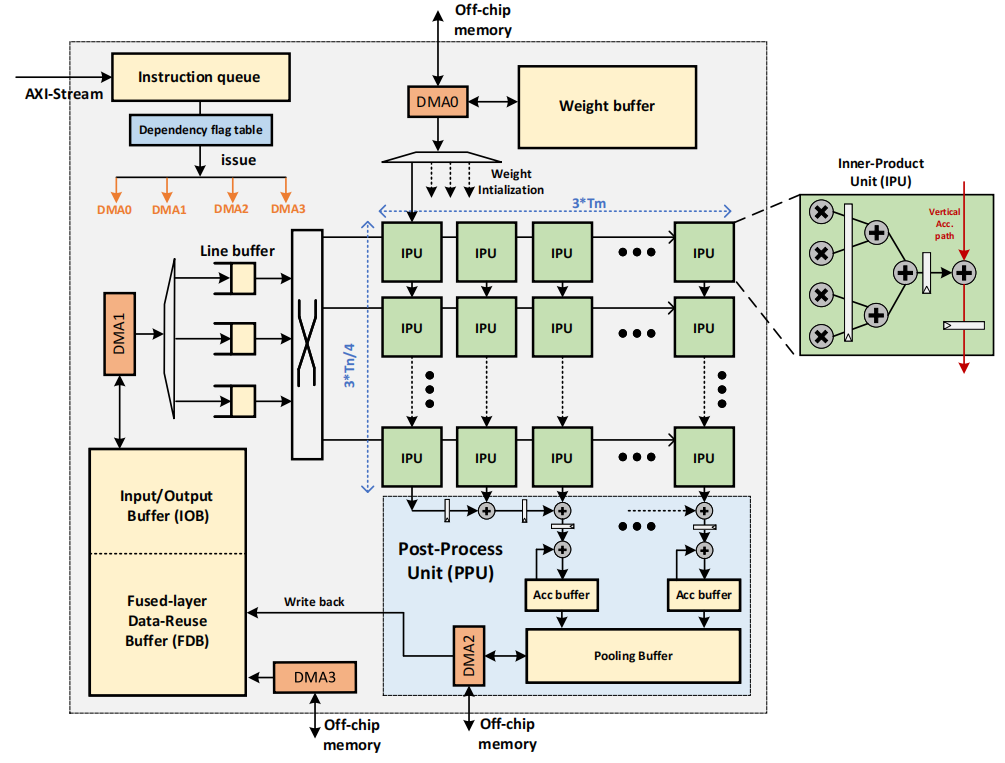 Off-chip
memory
AXI-Stream
Instruction queue
Dependency flag table
issue
DMA0
DMA1
DMA2
DMA3
DMA0
Weight buffer
Weight
Intialization
3*Tm
Inner-Product
Unit (IPU)
Vertical
Acc.
path
Line buffer
DMA1
3*Tn/4
IPU
IPU
IPU
IPU
IPU
IPU
IPU
IPU
IPU
IPU
IPU
IPU
Input/Output
Buffer (IOB)
Fused-layer
Data-Reuse
Buffer (FDB)
Post-Process
Unit (PPU)
Acc buffer
Acc buffer
Write back
DMA2
Pooling Buffer
DMA3
Off-chip
memory
Off-chip
memory